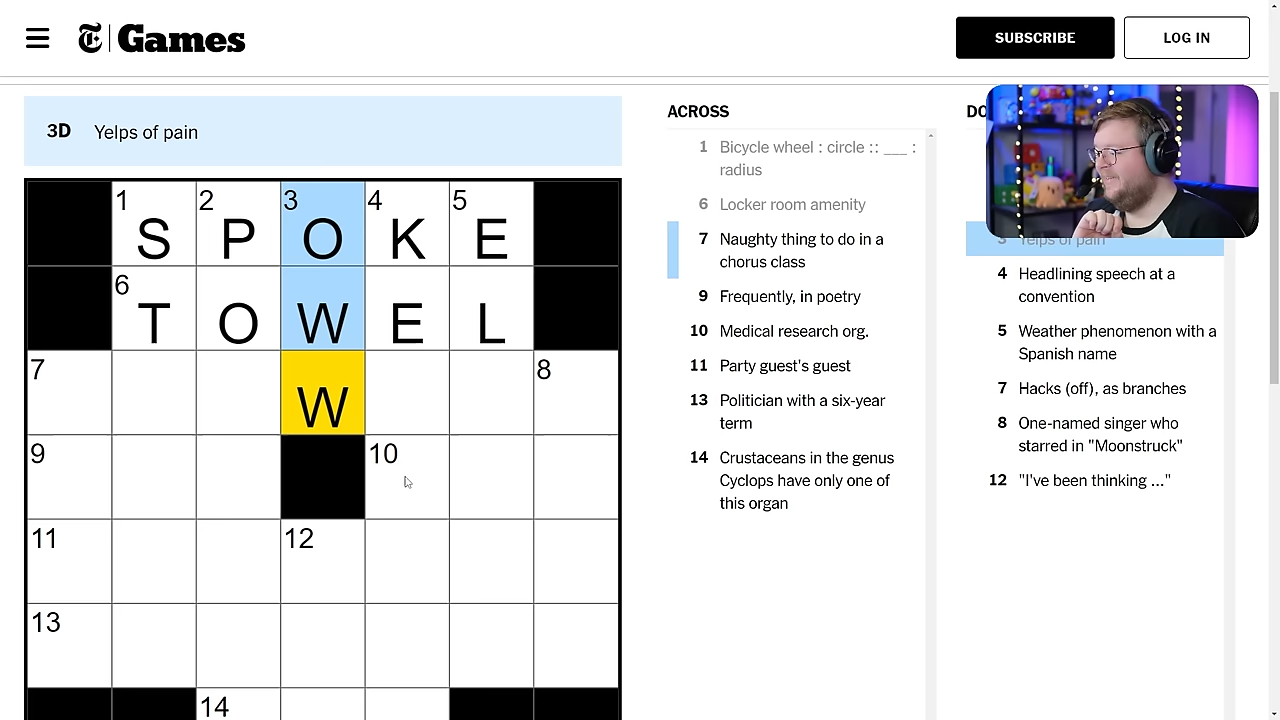 Games
SUBSCRIBE
LOG IN
3D Yelps of pain
1 2 3 4 5
S P O K E
6
T O W E L
7 8
W
9 10
11 12
13
14
ACROSS
1 Bicycle wheel : circle :: ___ :
radius
6 Locker room amenity
7 Naughty thing to do in a
chorus class
9 Frequently, in poetry
10 Medical research org.
11 Party guest's guest
13 Politician with a six-year
term
14 Crustaceans in the genus
Cyclops have only one of
this organ
DO
3 Yelps of pain
4 Headlining speech at a
convention
5 Weather phenomenon with a
Spanish name
7 Hacks (off), as branches
8 One-named singer who
starred in "Moonstruck"
12 "I've been thinking ..."